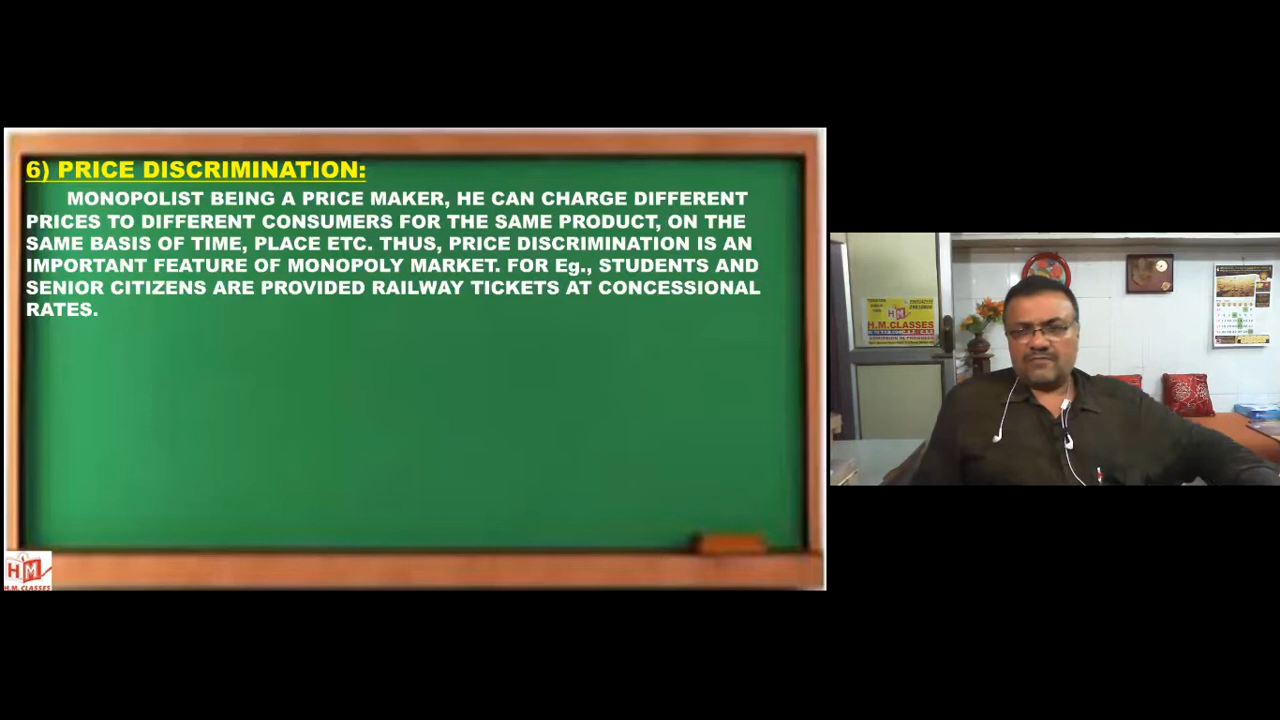 6) PRICE DISCRIMINATION:
MONOPOLIST BEING A PRICE MAKER, HE CAN CHARGE DIFFERENT
PRICES TO DIFFERENT CONSUMERS FOR THE SAME PRODUCT, ON THE
SAME BASIS OF TIME, PLACE ETC. THUS, PRICE DISCRIMINATION IS AN
IMPORTANT FEATURE OF MONOPOLY MARKET. FOR Eg., STUDENTS AND
SENIOR CITIZENS ARE PROVIDED RAILWAY TICKETS AT CONCESSIONAL
RATES.
HM
H.M. CLASSES
HM
H.M.CLASSES